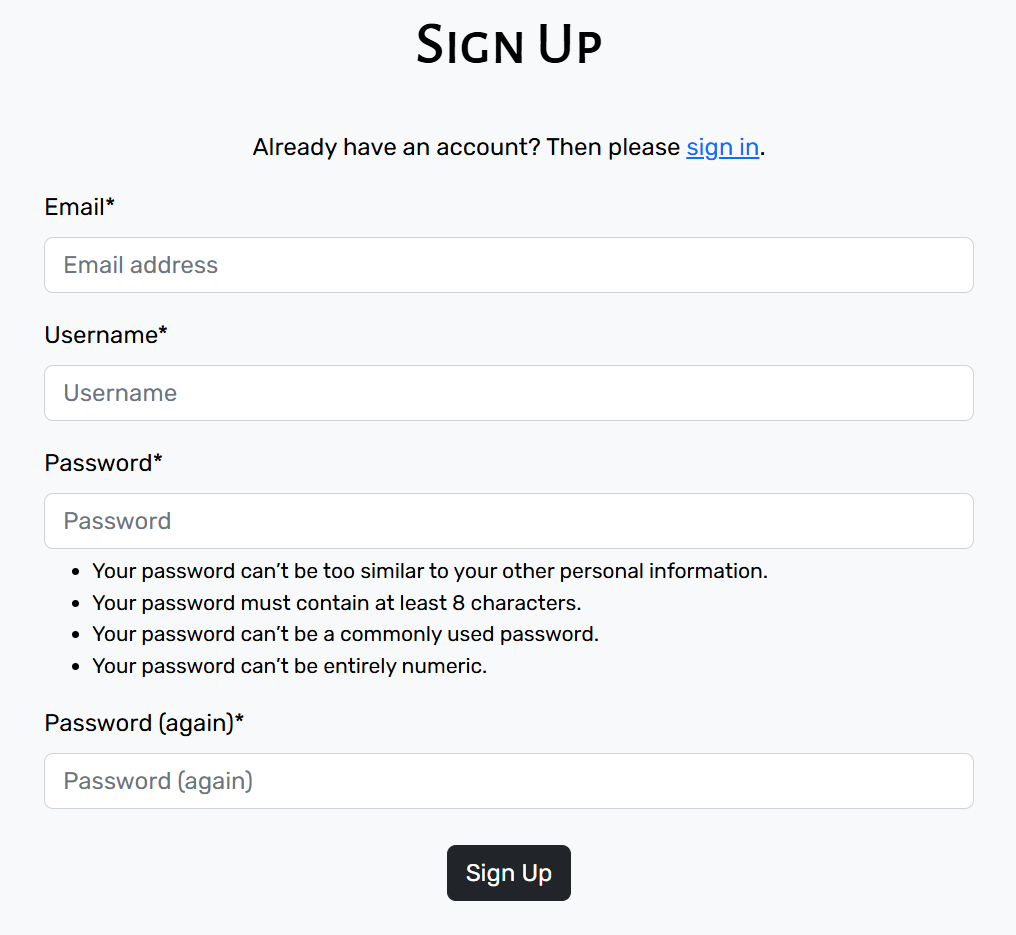 Sign Up
Already have an account? Then please sign in.
Email*
Email address
Username*
Username
Password*
Password
• Your password can’t be too similar to your other personal information.
• Your password must contain at least 8 characters.
• Your password can’t be a commonly used password.
• Your password can’t be entirely numeric.
Password (again)*
Password (again)
Sign Up